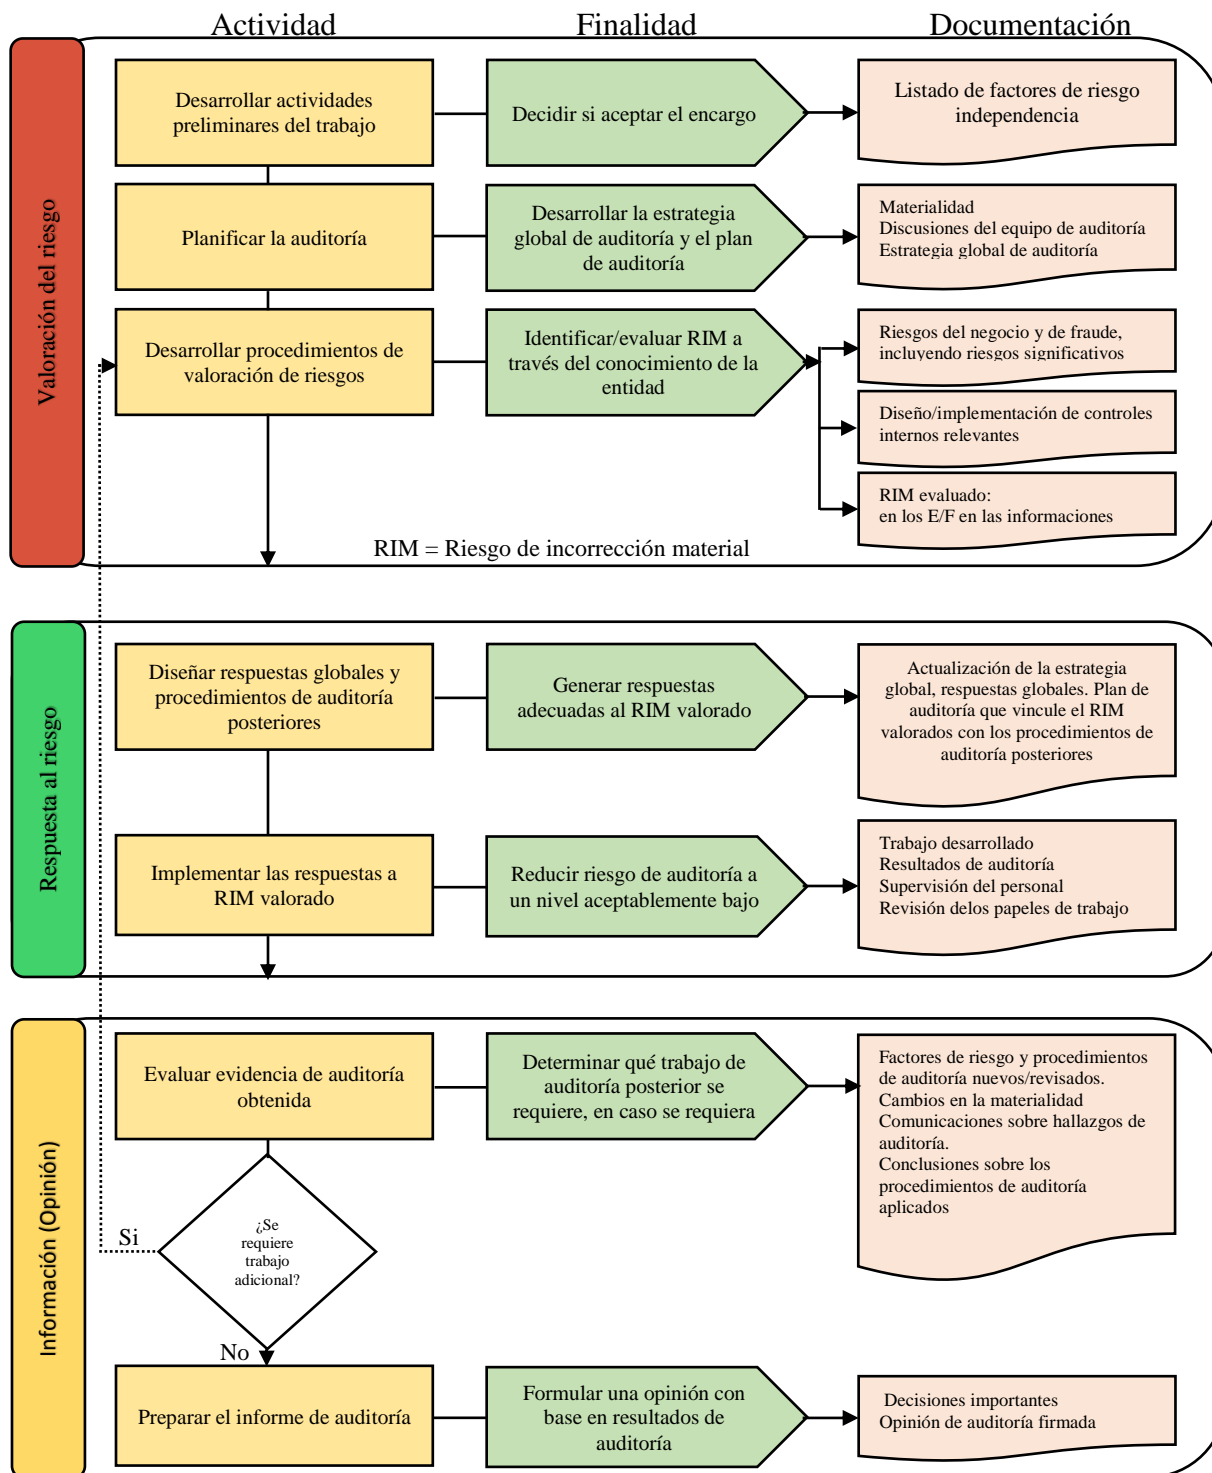 Actividad
Finalidad
Documentación
Valoración del riesgo
Desarrollar actividades
preliminares del trabajo
Decidir si aceptar el encargo
Listado de factores de riesgo
independencia
Planificar la auditoría
Desarrollar la estrategia
global de auditoría y el plan
de auditoría
Materialidad
Discusiones del equipo de auditoría
Estrategia global de auditoría
Desarrollar procedimientos de
valoración de riesgos
Identificar/evaluar RIM a
través del conocimiento de la
entidad
Riesgos del negocio y de fraude,
incluyendo riesgos significativos
Diseño/implementación de controles
internos relevantes
RIM evaluado:
en los E/F en las informaciones
RIM = Riesgo de incorrección material
Respuesta al riesgo
Diseñar respuestas globales y
procedimientos de auditoría
posteriores
Generar respuestas
adecuadas al RIM valorado
Actualización de la estrategia
global, respuestas globales. Plan de
auditoría que vincule el RIM
valorados con los procedimientos de
auditoría posteriores
Implementar las respuestas a
RIM valorado
Reducir riesgo de auditoría a
un nivel aceptablemente bajo
Trabajo desarrollado
Resultados de auditoría
Supervisión del personal
Revisión delos papeles de trabajo
Información (Opinión)
Evaluar evidencia de auditoría
obtenida
Determinar qué trabajo de
auditoría posterior se
requiere, en caso se requiera
Factores de riesgo y procedimientos
de auditoría nuevos/revisados.
Cambios en la materialidad
Comunicaciones sobre hallazgos de
auditoría.
Conclusiones sobre los
procedimientos de auditoría
aplicados
Si
¿Se
requiere
trabajo
adicional?
No
Preparar el informe de auditoría
Formular una opinión con
base en resultados de
auditoría
Decisiones importantes
Opinión de auditoría firmada